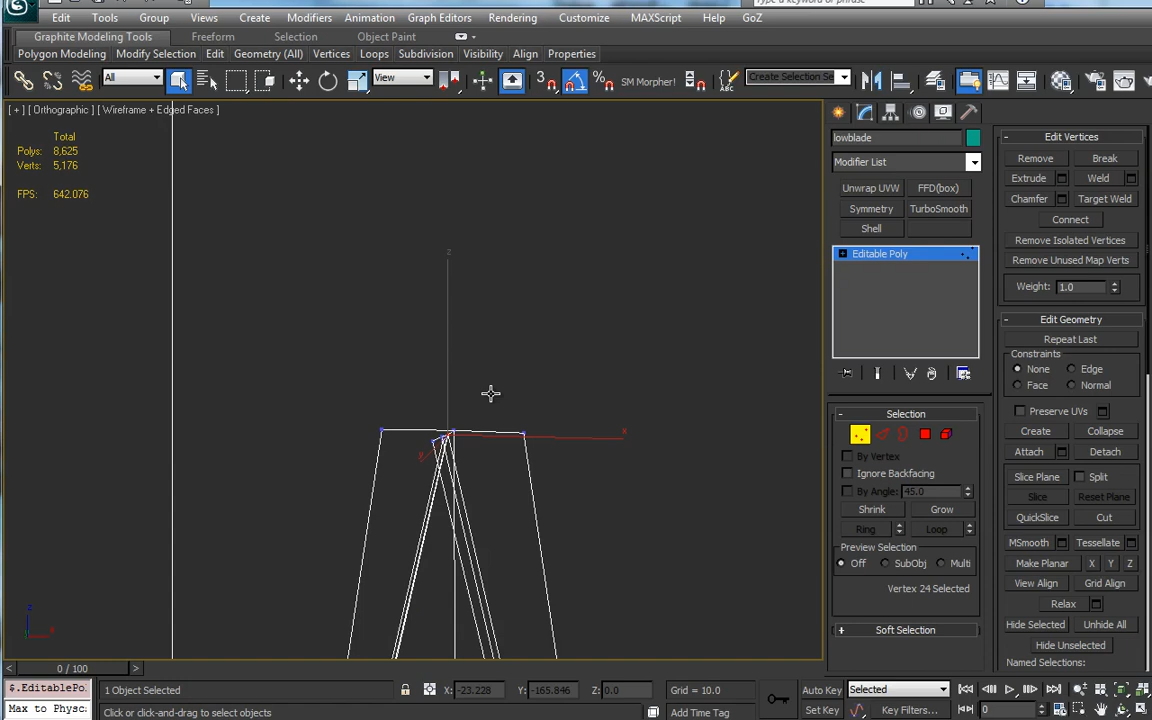 Edit Tools Group Views Create Modifiers Animation Graph Editors Rendering Customize MAXScript Help GoZ
Graphite Modeling Tools Freeform Selection Object Paint
Polygon Modeling Modify Selection Edit Geometry (All) Vertices Loops Subdivision Visibility Align Properties
All View 3 SM Morpher! Create Selection Se
[ + ] [ Orthographic ] [ Wireframe + Edged Faces ]
Total
Polys: 8,625
Verts: 5,176
FPS: 642.076
z
x
y
z
x
lowblade
Modifier List
Unwrap UVW FFD(box)
Symmetry TurboSmooth
Shell
Editable Poly
Selection
By Vertex
Ignore Backfacing
By Angle: 45.0
Shrink Grow
Ring Loop
Preview Selection
Off SubObj Multi
Vertex 24 Selected
Soft Selection
Edit Vertices
Remove Break
Extrude Weld
Chamfer Target Weld
Connect
Remove Isolated Vertices
Remove Unused Map Verts
Weight: 1.0
Edit Geometry
Repeat Last
Constraints
None Edge
Face Normal
Preserve UVs
Create Collapse
Attach Detach
Slice Plane Split
Slice Reset Plane
QuickSlice Cut
MSmooth Tessellate
Make Planar X Y Z
View Align Grid Align
Relax
Hide Selected Unhide All
Hide Unselected
Named Selections:
0 / 100
$.EditablePo
Max to Physc
1 Object Selected X: -23.228 Y: -165.846 Z: 0.0 Grid = 10.0
Click or click-and-drag to select objects Add Time Tag
Auto Key Selected
Set Key Key Filters... 0